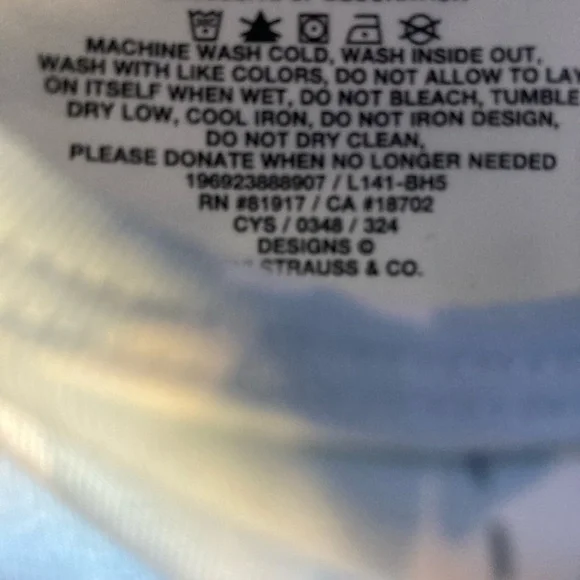 MACHINE WASH COLD, WASH INSIDE OUT,
WASH WITH LIKE COLORS, DO NOT ALLOW TO LAY
ON ITSELF WHEN WET, DO NOT BLEACH, TUMBLE
DRY LOW, COOL IRON, DO NOT IRON DESIGN,
DO NOT DRY CLEAN,
PLEASE DONATE WHEN NO LONGER NEEDED
196923888907 / L141-BH5
RN #81917 / CA #18702
CYS / 0348 / 324
DESIGNS ©
STRAUSS & CO.